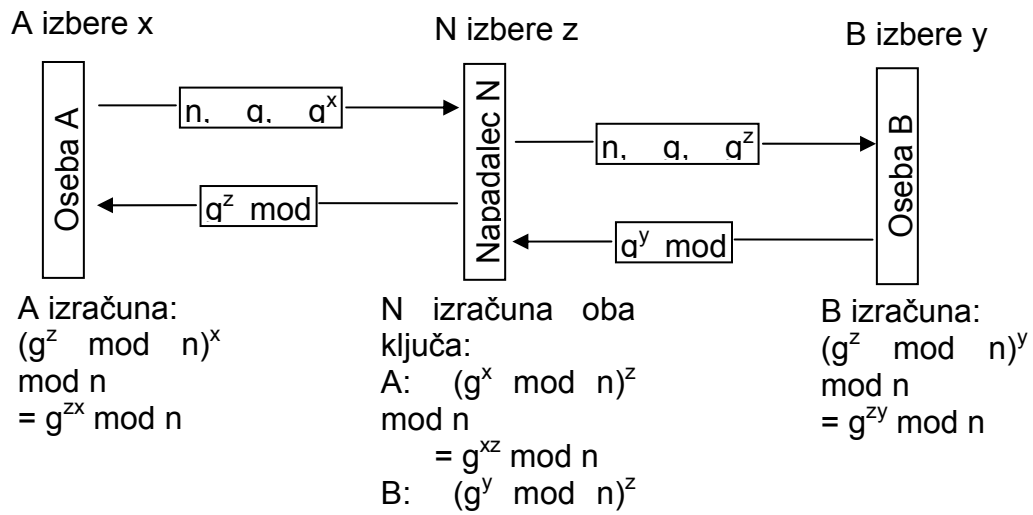 A izbere x
N izbere z
B izbere y
Oseba A
n, g, g^x
g^z mod
Napadalec N
n, g, g^z
g^y mod
Oseba B
A izračuna:
(g^z mod n)^x
mod n
= g^zx mod n
N izračuna oba
ključa:
A: (g^x mod n)^z
mod n
= g^xz mod n
B: (g^y mod n)^z
B izračuna:
(g^z mod n)^y
mod n
= g^zy mod n